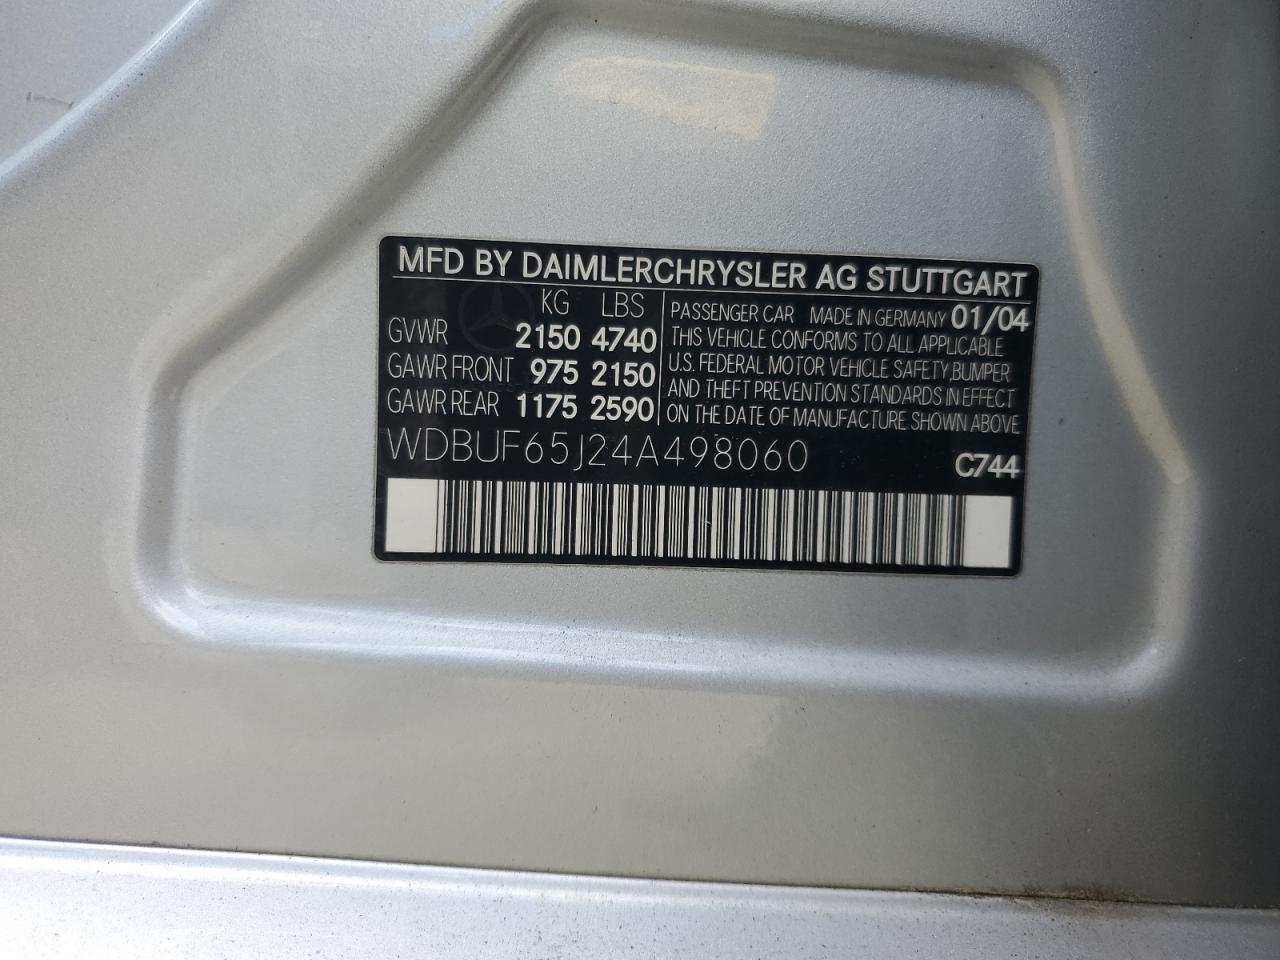 MFD BY DAIMLERCHRYSLER AG STUTTGART
KG LBS
GVWR 2150 4740
GAWR FRONT 975 2150
GAWR REAR 1175 2590
PASSENGER CAR MADE IN GERMANY 01/04
THIS VEHICLE CONFORMS TO ALL APPLICABLE
U.S. FEDERAL MOTOR VEHICLE SAFETY, BUMPER
AND THEFT PREVENTION STANDARDS IN EFFECT
ON THE DATE OF MANUFACTURE SHOWN ABOVE
WDBUF65J24A498060
C744